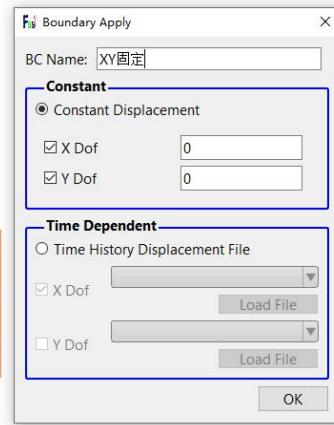 Boundary Apply
BC Name: XY固定
Constant
Constant Displacement
X Dof 0
Y Dof 0
Time Dependent
Time History Displacement File
X Dof
Load File
Y Dof
Load File
OK